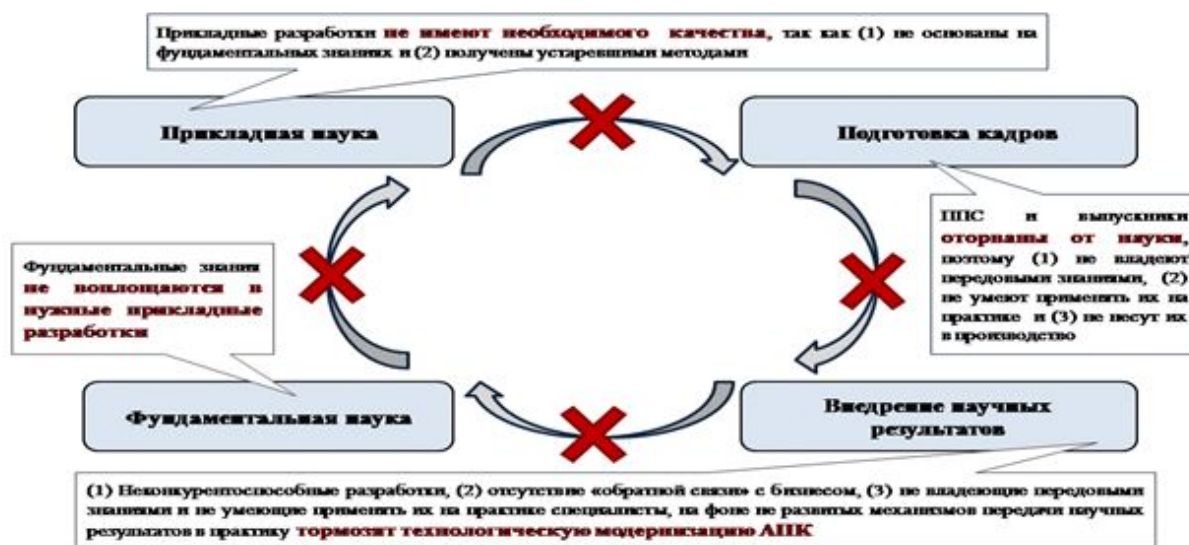 Прикладные разработки не имеют необходимого качества, так как (1) не основаны на
фундаментальных знаниях и (2) получены устаревшими методами
Прикладная наука
Подготовка кадров
ППС и выпускники
оторваны от науки,
поэтому (1) не владеют
передовыми знаниями, (2)
не умеют применять их на
практике и (3) не несут их
в производство
Фундаментальные знания
не воплощаются в
нужные прикладные
разработки
Фундаментальная наука
Внедрение научных
результатов
(1) Неконкурентоспособные разработки, (2) отсутствие «обратной связи» с бизнесом, (3) не владеющие передовыми
знаниями и не умеющие применять их на практике специалисты, на фоне не развитых механизмов передачи научных
результатов в практику тормозят технологическую модернизацию АПК